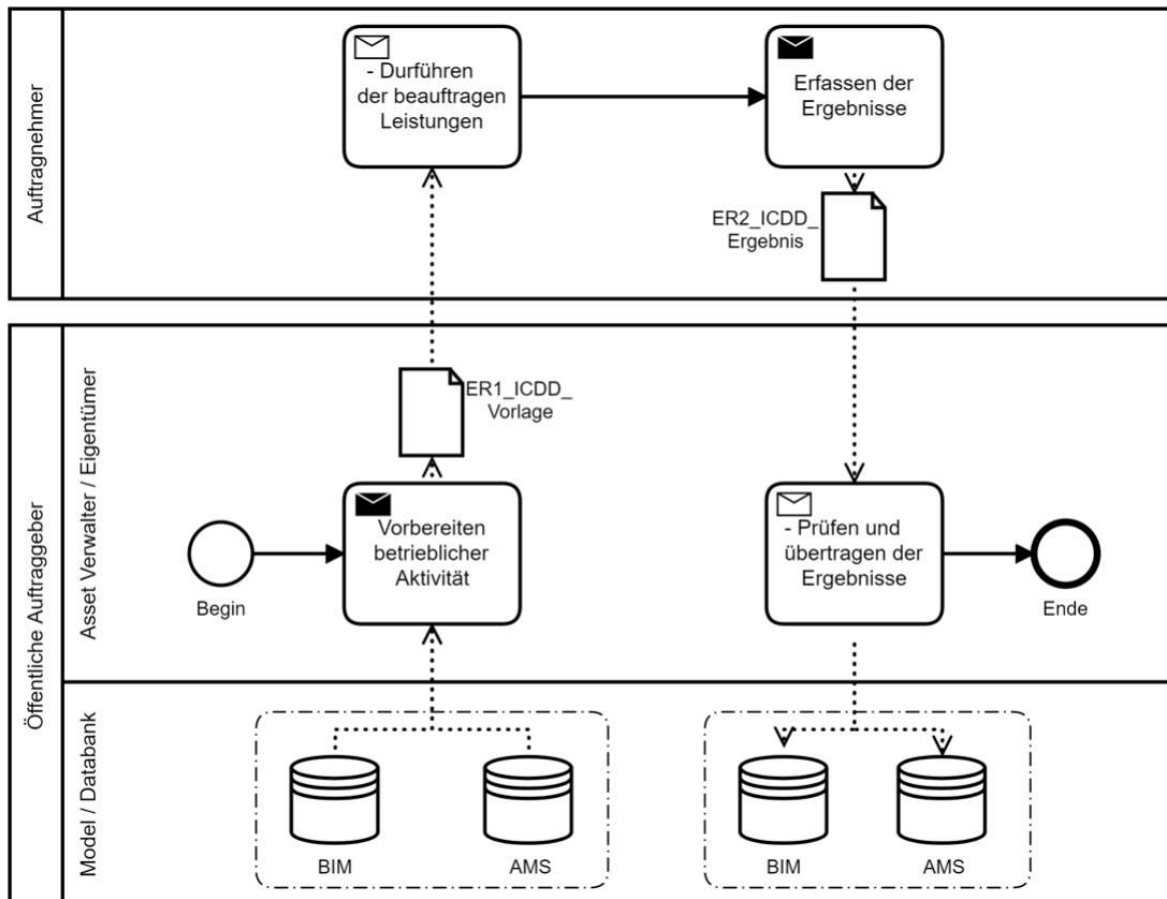 Auftragnehmer
- Durführen
der beauftragen
Leistungen
Erfassen der
Ergebnisse
ER2_ICDD_
Ergebnis
Öffentliche Auftraggeber
Asset Verwalter / Eigentümer
ER1_ICDD_
Vorlage
Begin
Vorbereiten
betrieblicher
Aktivität
- Prüfen und
übertragen der
Ergebnisse
Ende
Model / Databank
BIM
AMS
BIM
AMS